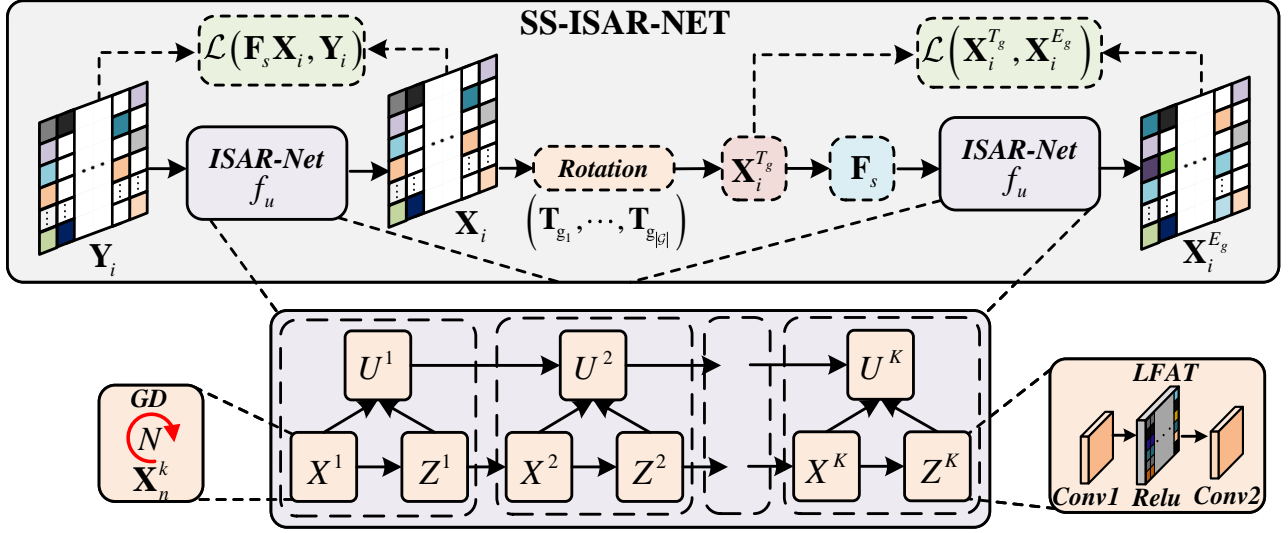 SS-ISAR-NET
ℒ(F_s X_i, Y_i)
ℒ(X_i^{T_g}, X_i^{E_g})
ISAR-Net
f_u
Rotation
(T_{g_1}, ⋯, T_{g_{|𝒢|}})
X_i^{T_g}
F_s
ISAR-Net
f_u
Y_i
X_i
X_i^{E_g}
U^1
U^2
U^K
GD
N
X_n^k
X^1
Z^1
X^2
Z^2
X^K
Z^K
LFAT
Conv1
Relu
Conv2